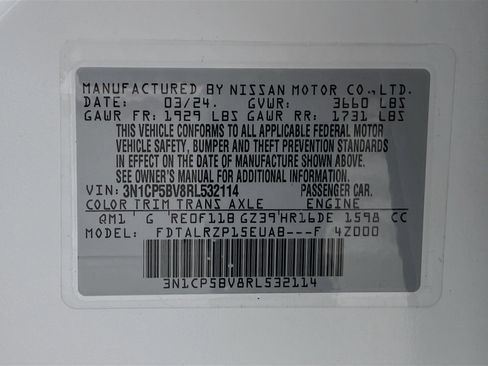 MANUFACTURED BY NISSAN MOTOR CO.,LTD.
DATE: 03/24. GVWR: 3660 LBS
GAWR FR: 1929 LBS GAWR RR: 1731 LBS
THIS VEHICLE CONFORMS TO ALL APPLICABLE FEDERAL MOTOR
VEHICLE SAFETY, BUMPER AND THEFT PREVENTION STANDARDS
IN EFFECT ON THE DATE OF MANUFACTURE SHOWN ABOVE.
SEE OWNER'S MANUAL FOR ADDITIONAL INFORMATION.
VIN: 3N1CP5BV8RL532114 PASSENGER CAR.
COLOR TRIM TRANS AXLE ENGINE
QM1 G RE0F11B GZ39 HR16DE 1598 CC
MODEL: FDTALRZP15EUA8---F 4Z000
3N1CP5BV8RL532114